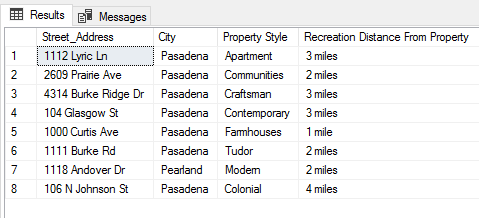 Results Messages
Street_Address City Property Style Recreation Distance From Property
1 1112 Lyric Ln Pasadena Apartment 3 miles
2 2609 Prairie Ave Pasadena Communities 2 miles
3 4314 Burke Ridge Dr Pasadena Craftsman 3 miles
4 104 Glasgow St Pasadena Contemporary 3 miles
5 1000 Curtis Ave Pasadena Farmhouses 1 mile
6 1111 Burke Rd Pasadena Tudor 2 miles
7 1118 Andover Dr Pearland Modern 2 miles
8 106 N Johnson St Pasadena Colonial 4 miles